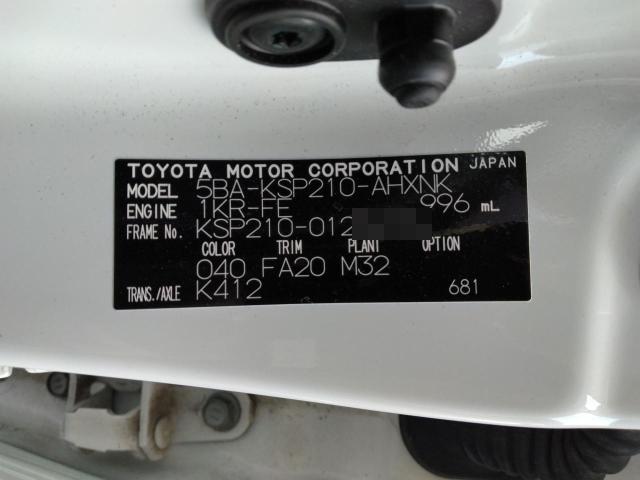 TOYOTA MOTOR CORPORATION JAPAN
MODEL 5BA-KSP210-AHXNK
ENGINE 1KR-FE 996 mL
FRAME No. KSP210-012
COLOR TRIM PLANT OPTION
040 FA20 M32
TRANS./AXLE K412 681